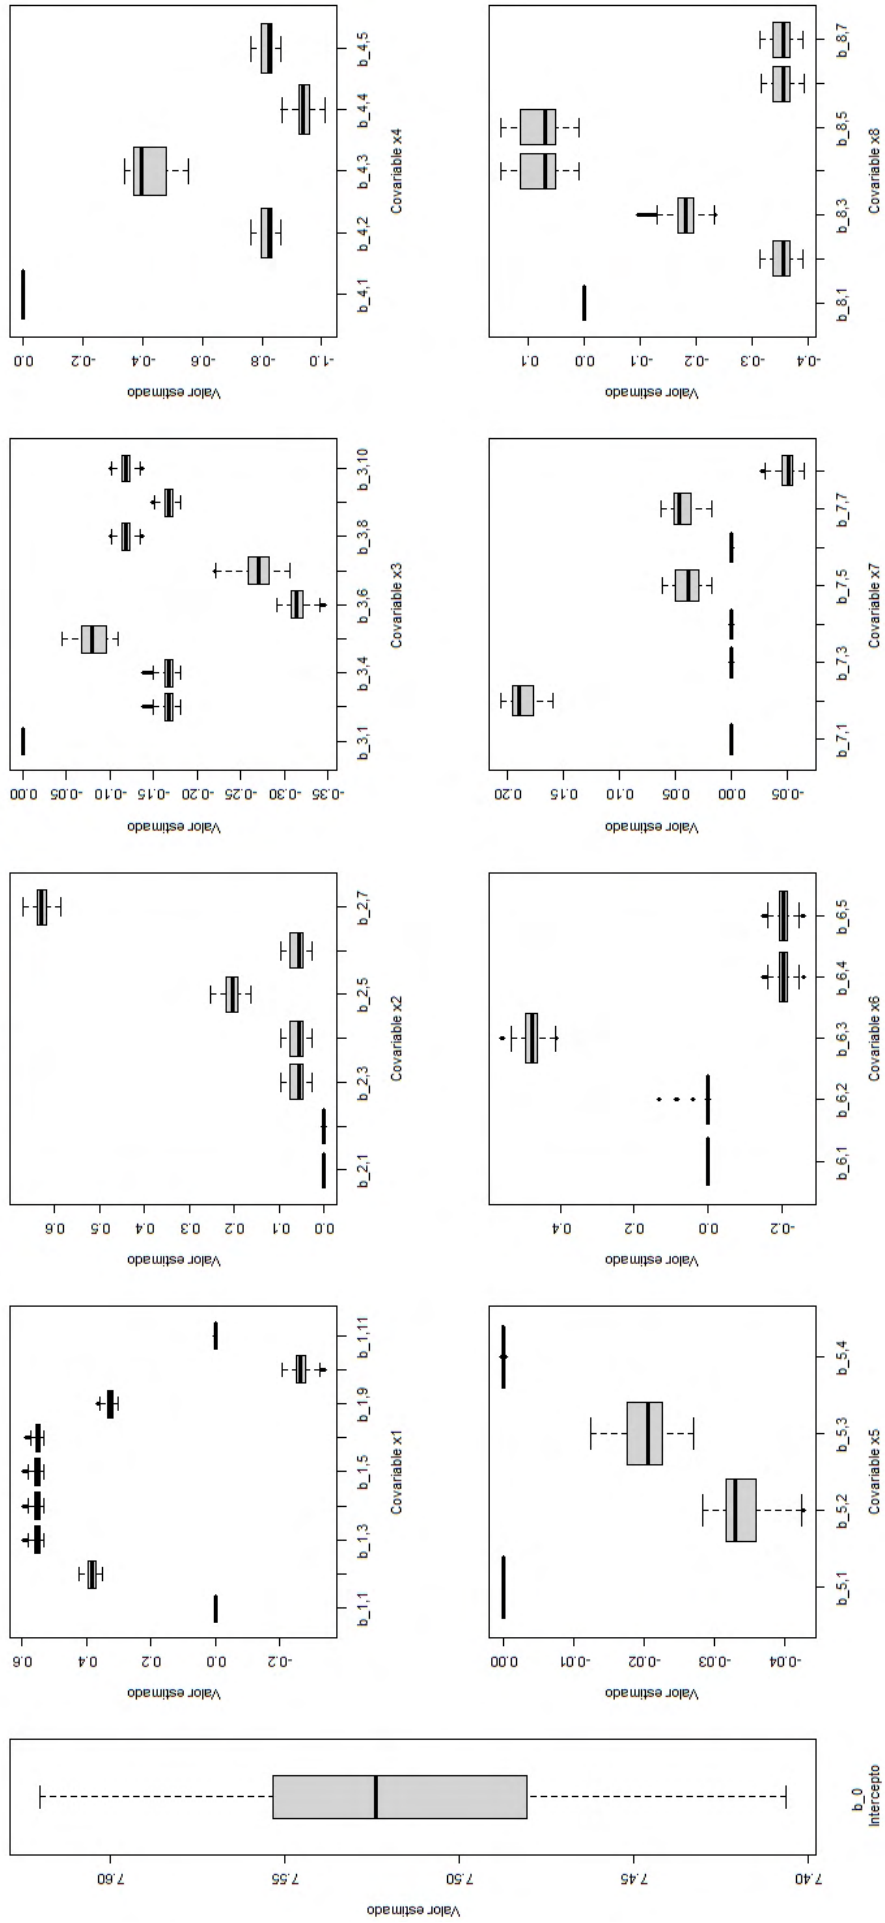 Valor estimado
7.60
7.55
7.50
7.45
7.40
b_0
Intercepto
Valor estimado
0.6
0.4
0.2
0.0
-0.2
b_1,1 b_1,3 b_1,5 b_1,9 b_1,11
Covariable x1
Valor estimado
0.6
0.5
0.4
0.3
0.2
0.1
0.0
b_2,1 b_2,3 b_2,5 b_2,7
Covariable x2
Valor estimado
0.00
-0.05
-0.10
-0.15
-0.20
-0.25
-0.30
-0.35
b_3,1 b_3,4 b_3,6 b_3,8 b_3,10
Covariable x3
Valor estimado
0.0
-0.2
-0.4
-0.6
-0.8
-1.0
b_4,1 b_4,2 b_4,3 b_4,4 b_4,5
Covariable x4
Valor estimado
0.00
-0.01
-0.02
-0.03
-0.04
b_5,1 b_5,2 b_5,3 b_5,4
Covariable x5
Valor estimado
0.4
0.2
0.0
-0.2
b_6,1 b_6,2 b_6,3 b_6,4 b_6,5
Covariable x6
Valor estimado
0.20
0.15
0.10
0.05
0.00
-0.05
b_7,1 b_7,3 b_7,5 b_7,7
Covariable x7
Valor estimado
0.1
0.0
-0.1
-0.2
-0.3
-0.4
b_8,1 b_8,3 b_8,5 b_8,7
Covariable x8